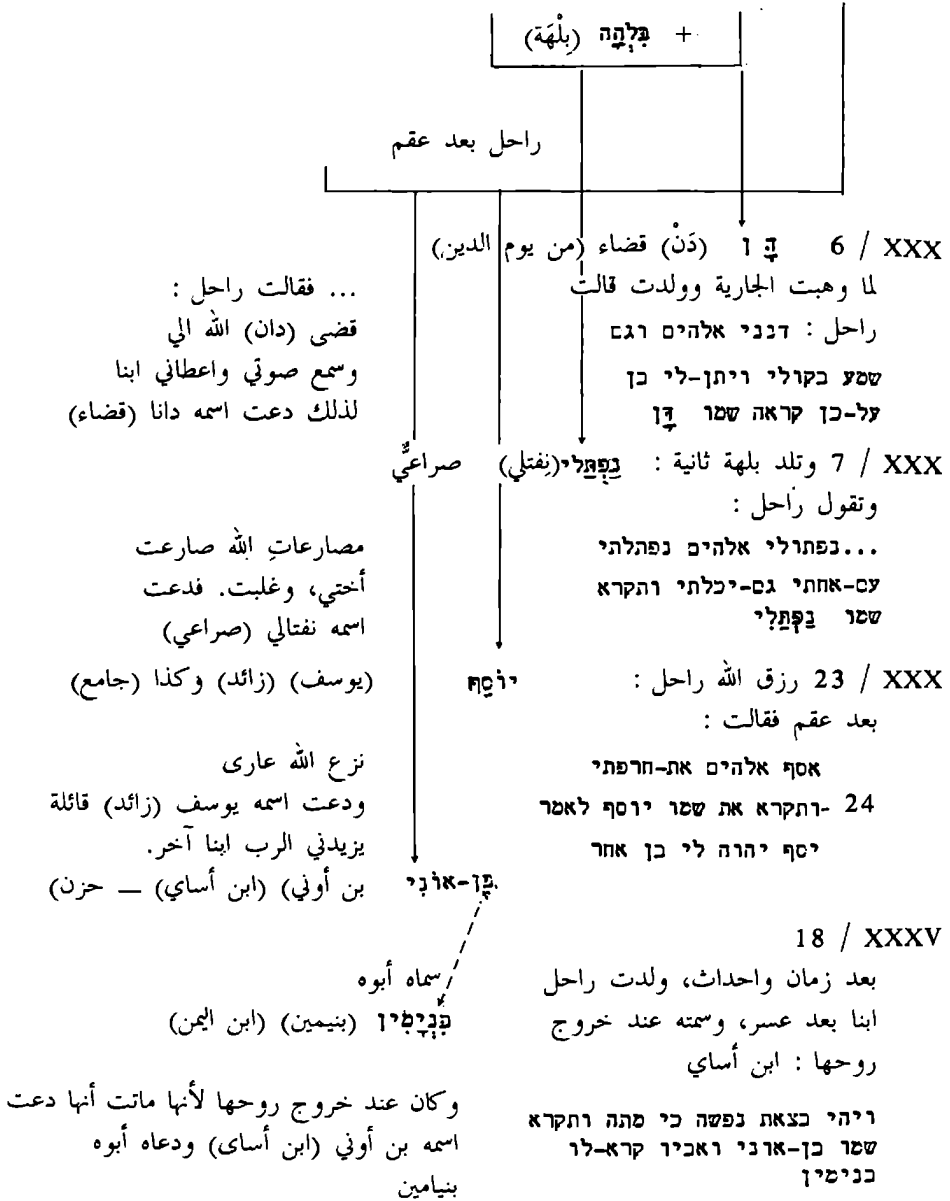 + בִּלְהָה (بِلْهَة)
راحل بعد عقم
XXX / 6 דָּן (دَنْ) قضاء (من يوم الدين)
لما وهبت الجارية وولدت قالت
راحل : דנני אלהים וגם
שמע בקולי ויתן-לי בן
על-כן קראה שמו דָּן
... فقالت راحل :
قضى (دان) الله الي
وسمع صوتي واعطاني ابنا
لذلك دعت اسمه دانا (قضاء)
XXX / 7 وتلد بلهة ثانية : נַפְתָּלִי (نِفتلي) صراعيٌّ
وتقول راحل :
...נפתולי אלהים נפתלתי
עם-אחתי גם-יכלתי ותקרא
שמו נַפְתָּלִי
مصارعاتِ الله صارعت
أختي، وغلبت. فدعت
اسمه نفتالي (صراعي)
XXX / 23 رزق الله راحل : יוֹסֵף (يوسف) (زائد) وكذا (جامع)
بعد عقم فقالت :
אסף אלהים את-חרפתי
24 -ותקרא את שמו יוסף לאמר
יסף יהוה לי בן אחר
نزع الله عارى
ودعت اسمه يوسف (زائد) قائلة
يزيدني الرب ابنا آخر.
בֶּן-אוֹנִי بن أوني) (ابن أساي) — حزن)
XXXV / 18
بعد زمان واحداث، ولدت راحل
ابنا بعد عسر، وسمته عند خروج
روحها : ابن أساي
ויהי בצאת נפשה כי מתה ותקרא
שמו בן-אוני ואביו קרא-לו
בנימין
سماه أبوه
בִּנְיָמִין (بنيمين) (ابن اليمن)
وكان عند خروج روحها لأنها ماتت أنها دعت
اسمه بن أوني (ابن أساى) ودعاه أبوه
بنيامين